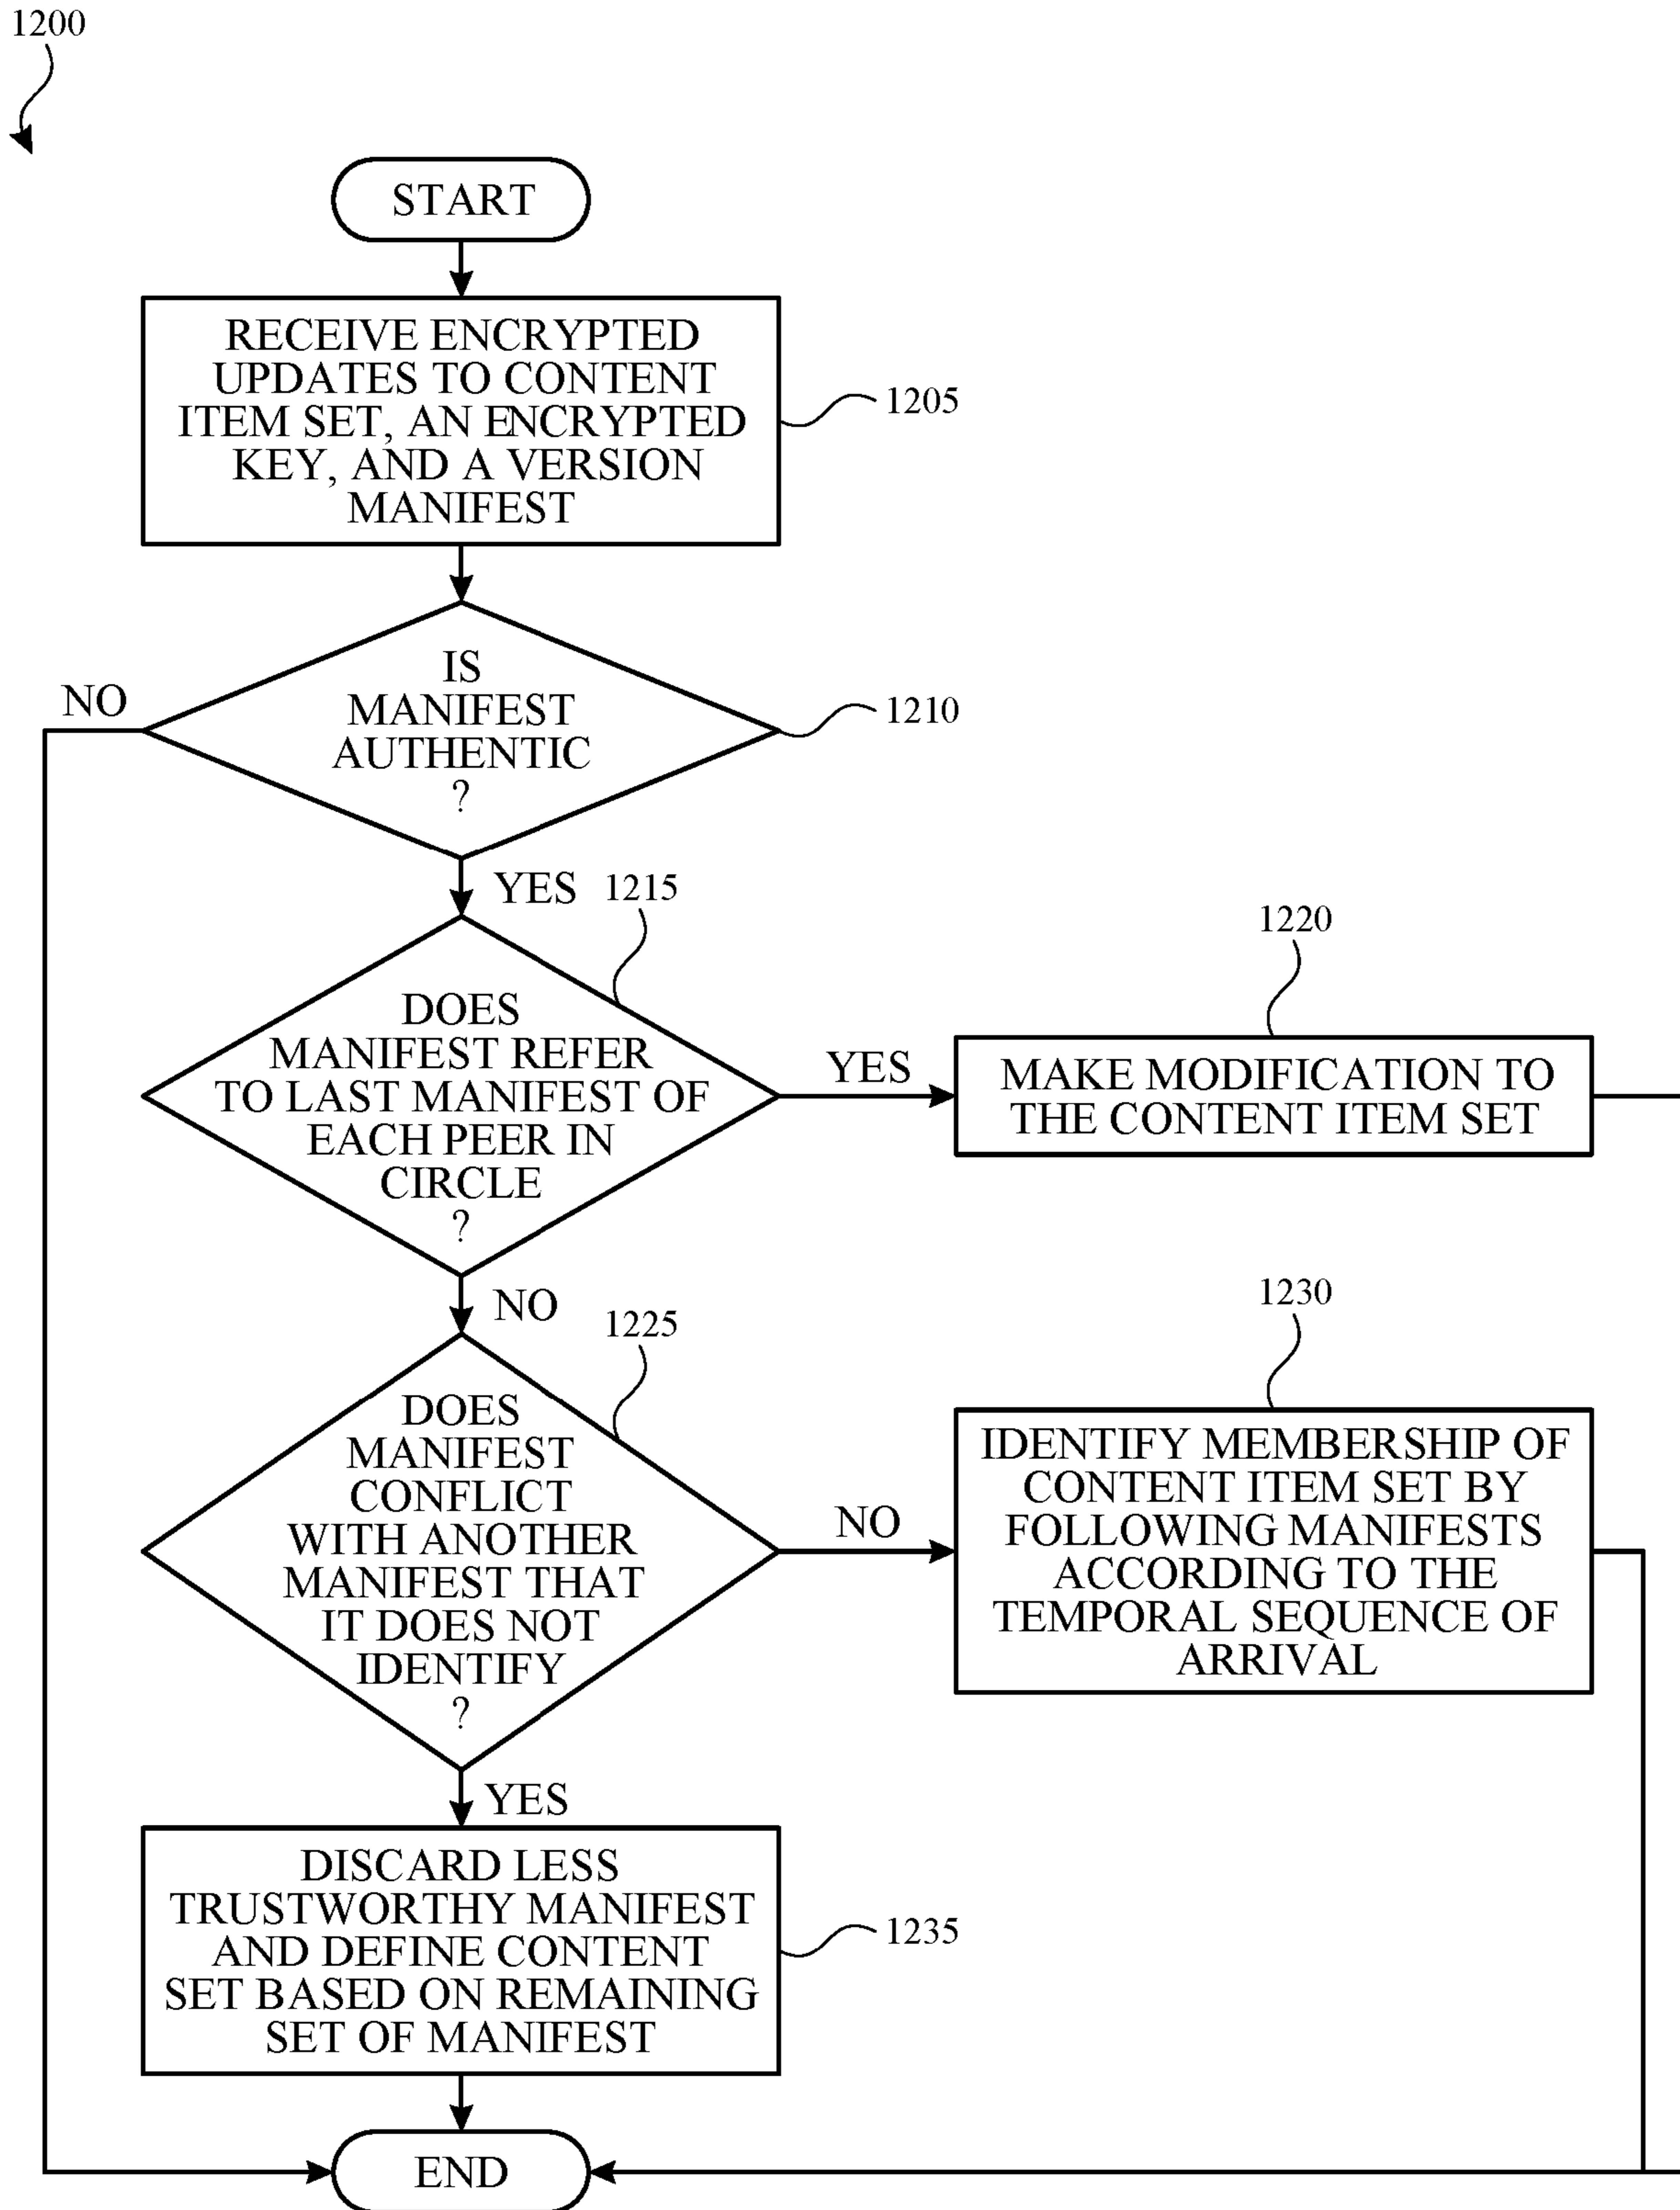 1200
START
RECEIVE ENCRYPTED
UPDATES TO CONTENT
ITEM SET, AN ENCRYPTED
KEY, AND A VERSION
MANIFEST
1205
IS
MANIFEST
AUTHENTIC
?
NO
1210
YES
1215
DOES
MANIFEST REFER
TO LAST MANIFEST OF
EACH PEER IN
CIRCLE
?
YES
1220
MAKE MODIFICATION TO
THE CONTENT ITEM SET
NO
1225
DOES
MANIFEST
CONFLICT
WITH ANOTHER
MANIFEST THAT
IT DOES NOT
IDENTIFY
?
NO
1230
IDENTIFY MEMBERSHIP OF
CONTENT ITEM SET BY
FOLLOWING MANIFESTS
ACCORDING TO THE
TEMPORAL SEQUENCE OF
ARRIVAL
YES
DISCARD LESS
TRUSTWORTHY MANIFEST
AND DEFINE CONTENT
SET BASED ON REMAINING
SET OF MANIFEST
1235
END